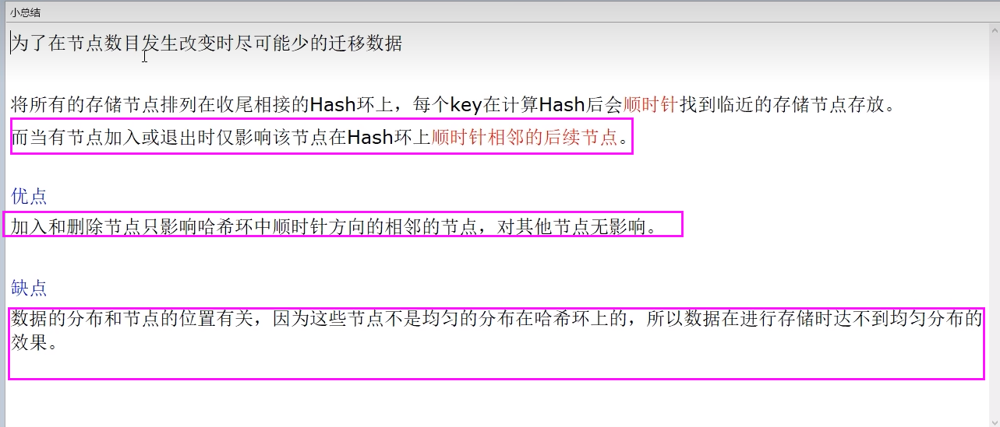 小总结
为了在节点数目发生改变时尽可能少的迁移数据
将所有的存储节点排列在收尾相接的Hash环上，每个key在计算Hash后会顺时针找到临近的存储节点存放。
而当有节点加入或退出时仅影响该节点在Hash环上顺时针相邻的后续节点。
优点
加入和删除节点只影响哈希环中顺时针方向的相邻的节点，对其他节点无影响。
缺点
数据的分布和节点的位置有关，因为这些节点不是均匀的分布在哈希环上的，所以数据在进行存储时达不到均匀分布的
效果。